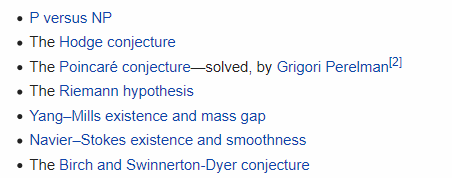 • P versus NP
• The Hodge conjecture
• The Poincaré conjecture—solved, by Grigori Perelman[2]
• The Riemann hypothesis
• Yang–Mills existence and mass gap
• Navier–Stokes existence and smoothness
• The Birch and Swinnerton-Dyer conjecture